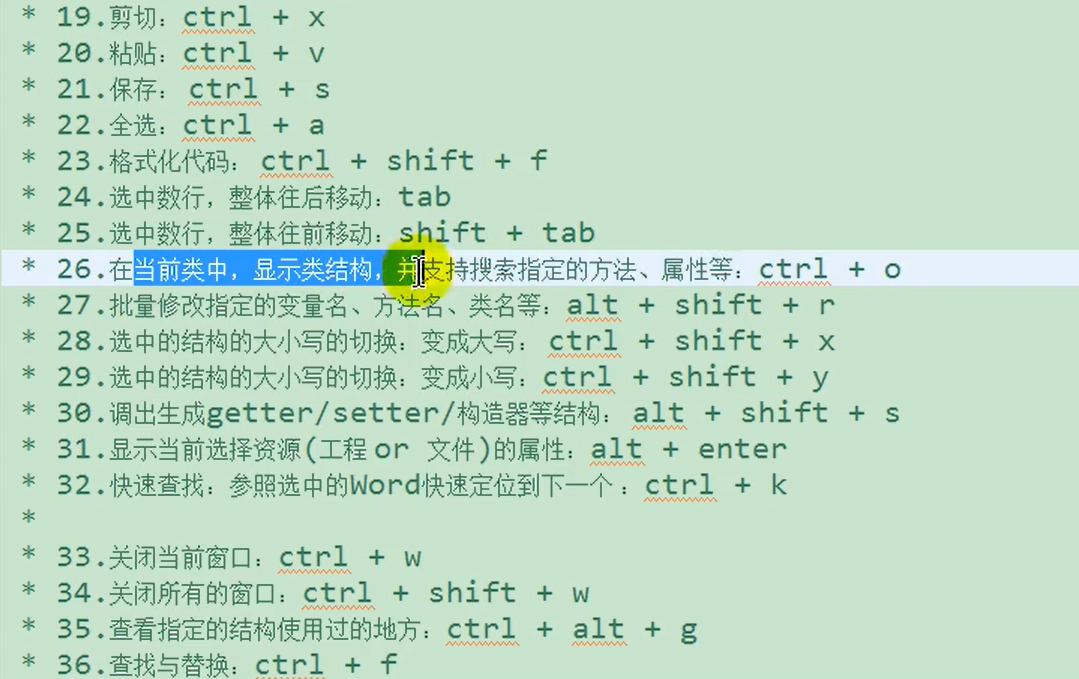 * 19.剪切：ctrl + x
* 20.粘贴：ctrl + v
* 21.保存： ctrl + s
* 22.全选：ctrl + a
* 23.格式化代码： ctrl + shift + f
* 24.选中数行，整体往后移动：tab
* 25.选中数行，整体往前移动：shift + tab
* 26.在当前类中，显示类结构，并支持搜索指定的方法、属性等：ctrl + o
* 27.批量修改指定的变量名、方法名、类名等：alt + shift + r
* 28.选中的结构的大小写的切换：变成大写： ctrl + shift + x
* 29.选中的结构的大小写的切换：变成小写：ctrl + shift + y
* 30.调出生成getter/setter/构造器等结构： alt + shift + s
* 31.显示当前选择资源(工程 or 文件)的属性：alt + enter
* 32.快速查找：参照选中的Word快速定位到下一个 ：ctrl + k
*
* 33.关闭当前窗口：ctrl + w
* 34.关闭所有的窗口：ctrl + shift + w
* 35.查看指定的结构使用过的地方：ctrl + alt + g
* 36.查找与替换：ctrl + f